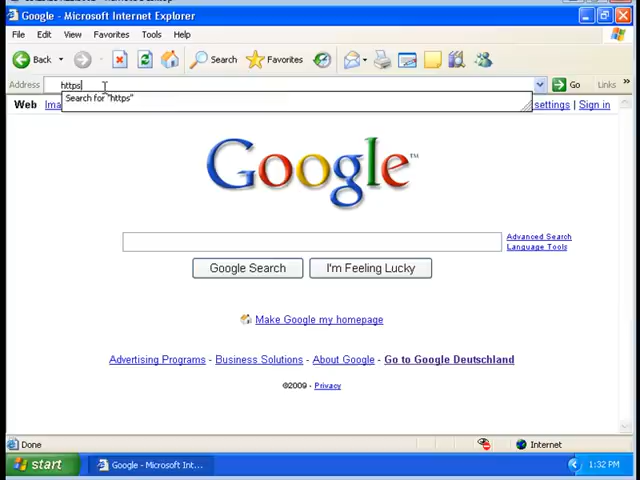 Google - Microsoft Internet Explorer
File Edit View Favorites Tools Help
Back Search Favorites
Address https Go Links
Search for "https"
Web settings | Sign in
Google™
Advanced Search
Language Tools
Google Search I'm Feeling Lucky
Make Google my homepage
Advertising Programs - Business Solutions - About Google - Go to Google Deutschland
©2009 - Privacy
Done Internet
start Google - Microsoft Int... 1:32 PM